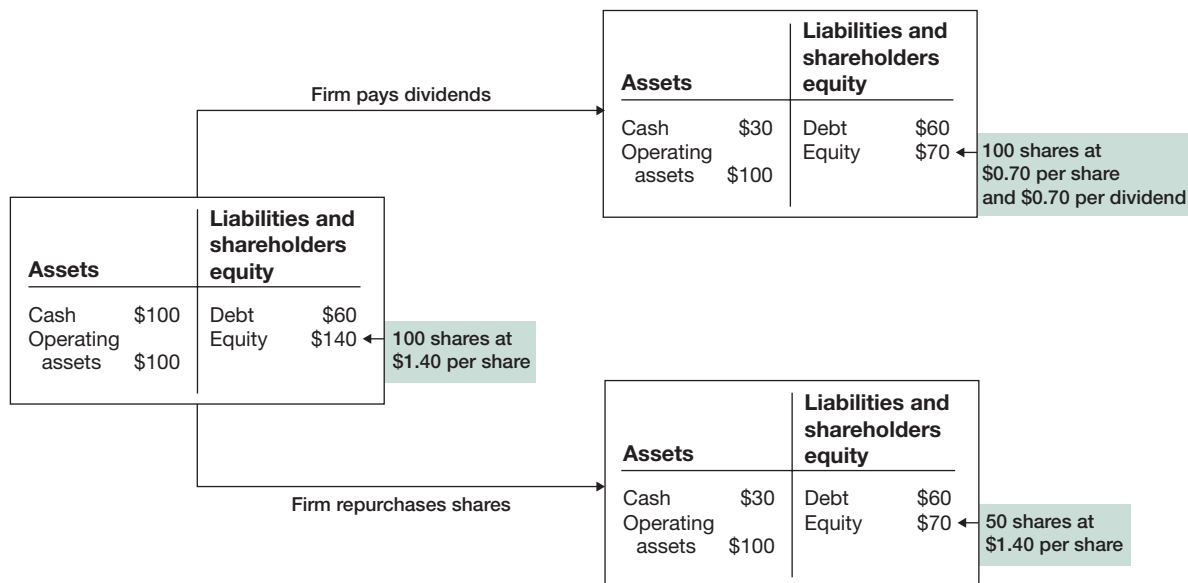 Firm pays dividends
Assets
Liabilities and
shareholders
equity
Cash $30 Debt $60
Operating Equity $70
assets $100
100 shares at
$0.70 per share
and $0.70 per dividend
Assets
Liabilities and
shareholders
equity
Cash $100 Debt $60
Operating Equity $140
assets $100
100 shares at
$1.40 per share
Firm repurchases shares
Assets
Liabilities and
shareholders
equity
Cash $30 Debt $60
Operating Equity $70
assets $100
50 shares at
$1.40 per share